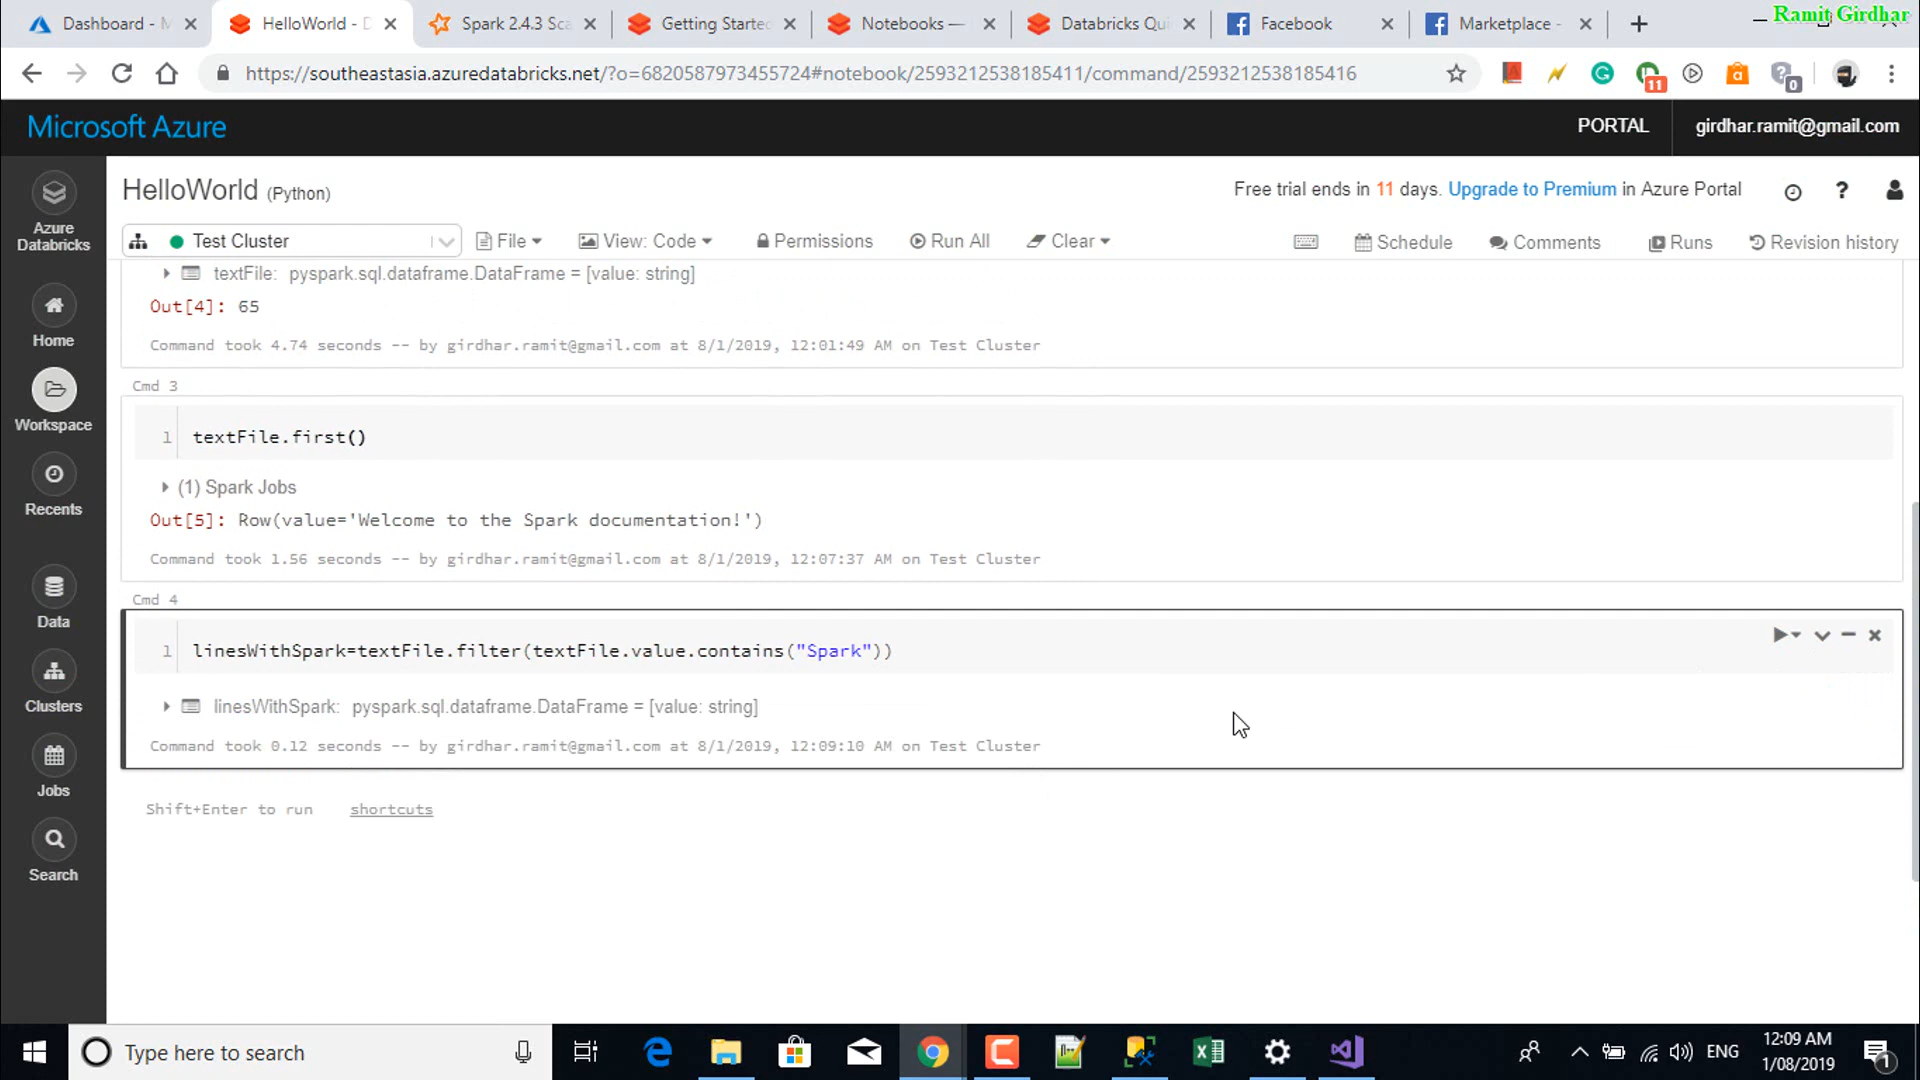 Dashboard - M
HelloWorld - D
Spark 2.4.3 Sca
Getting Started
Notebooks —
Databricks Qui
Facebook
Marketplace -
Ramit Girdhar
https://southeastasia.azuredatabricks.net/?o=6820587973455724#notebook/2593212538185411/command/2593212538185416
11
0
Microsoft Azure
PORTAL
girdhar.ramit@gmail.com
HelloWorld (Python)
Free trial ends in 11 days. Upgrade to Premium in Azure Portal
Test Cluster
File
View: Code
Permissions
Run All
Clear
Schedule
Comments
Runs
Revision history
Azure
Databricks
Home
Workspace
Recents
Data
Clusters
Jobs
Search
textFile: pyspark.sql.dataframe.DataFrame = [value: string]
Out[4]: 65
Command took 4.74 seconds -- by girdhar.ramit@gmail.com at 8/1/2019, 12:01:49 AM on Test Cluster
Cmd 3
1 textFile.first()
(1) Spark Jobs
Out[5]: Row(value='Welcome to the Spark documentation!')
Command took 1.56 seconds -- by girdhar.ramit@gmail.com at 8/1/2019, 12:07:37 AM on Test Cluster
Cmd 4
1 linesWithSpark=textFile.filter(textFile.value.contains("Spark"))
linesWithSpark: pyspark.sql.dataframe.DataFrame = [value: string]
Command took 0.12 seconds -- by girdhar.ramit@gmail.com at 8/1/2019, 12:09:10 AM on Test Cluster
Shift+Enter to run shortcuts
Type here to search
ENG
12:09 AM
1/08/2019
1